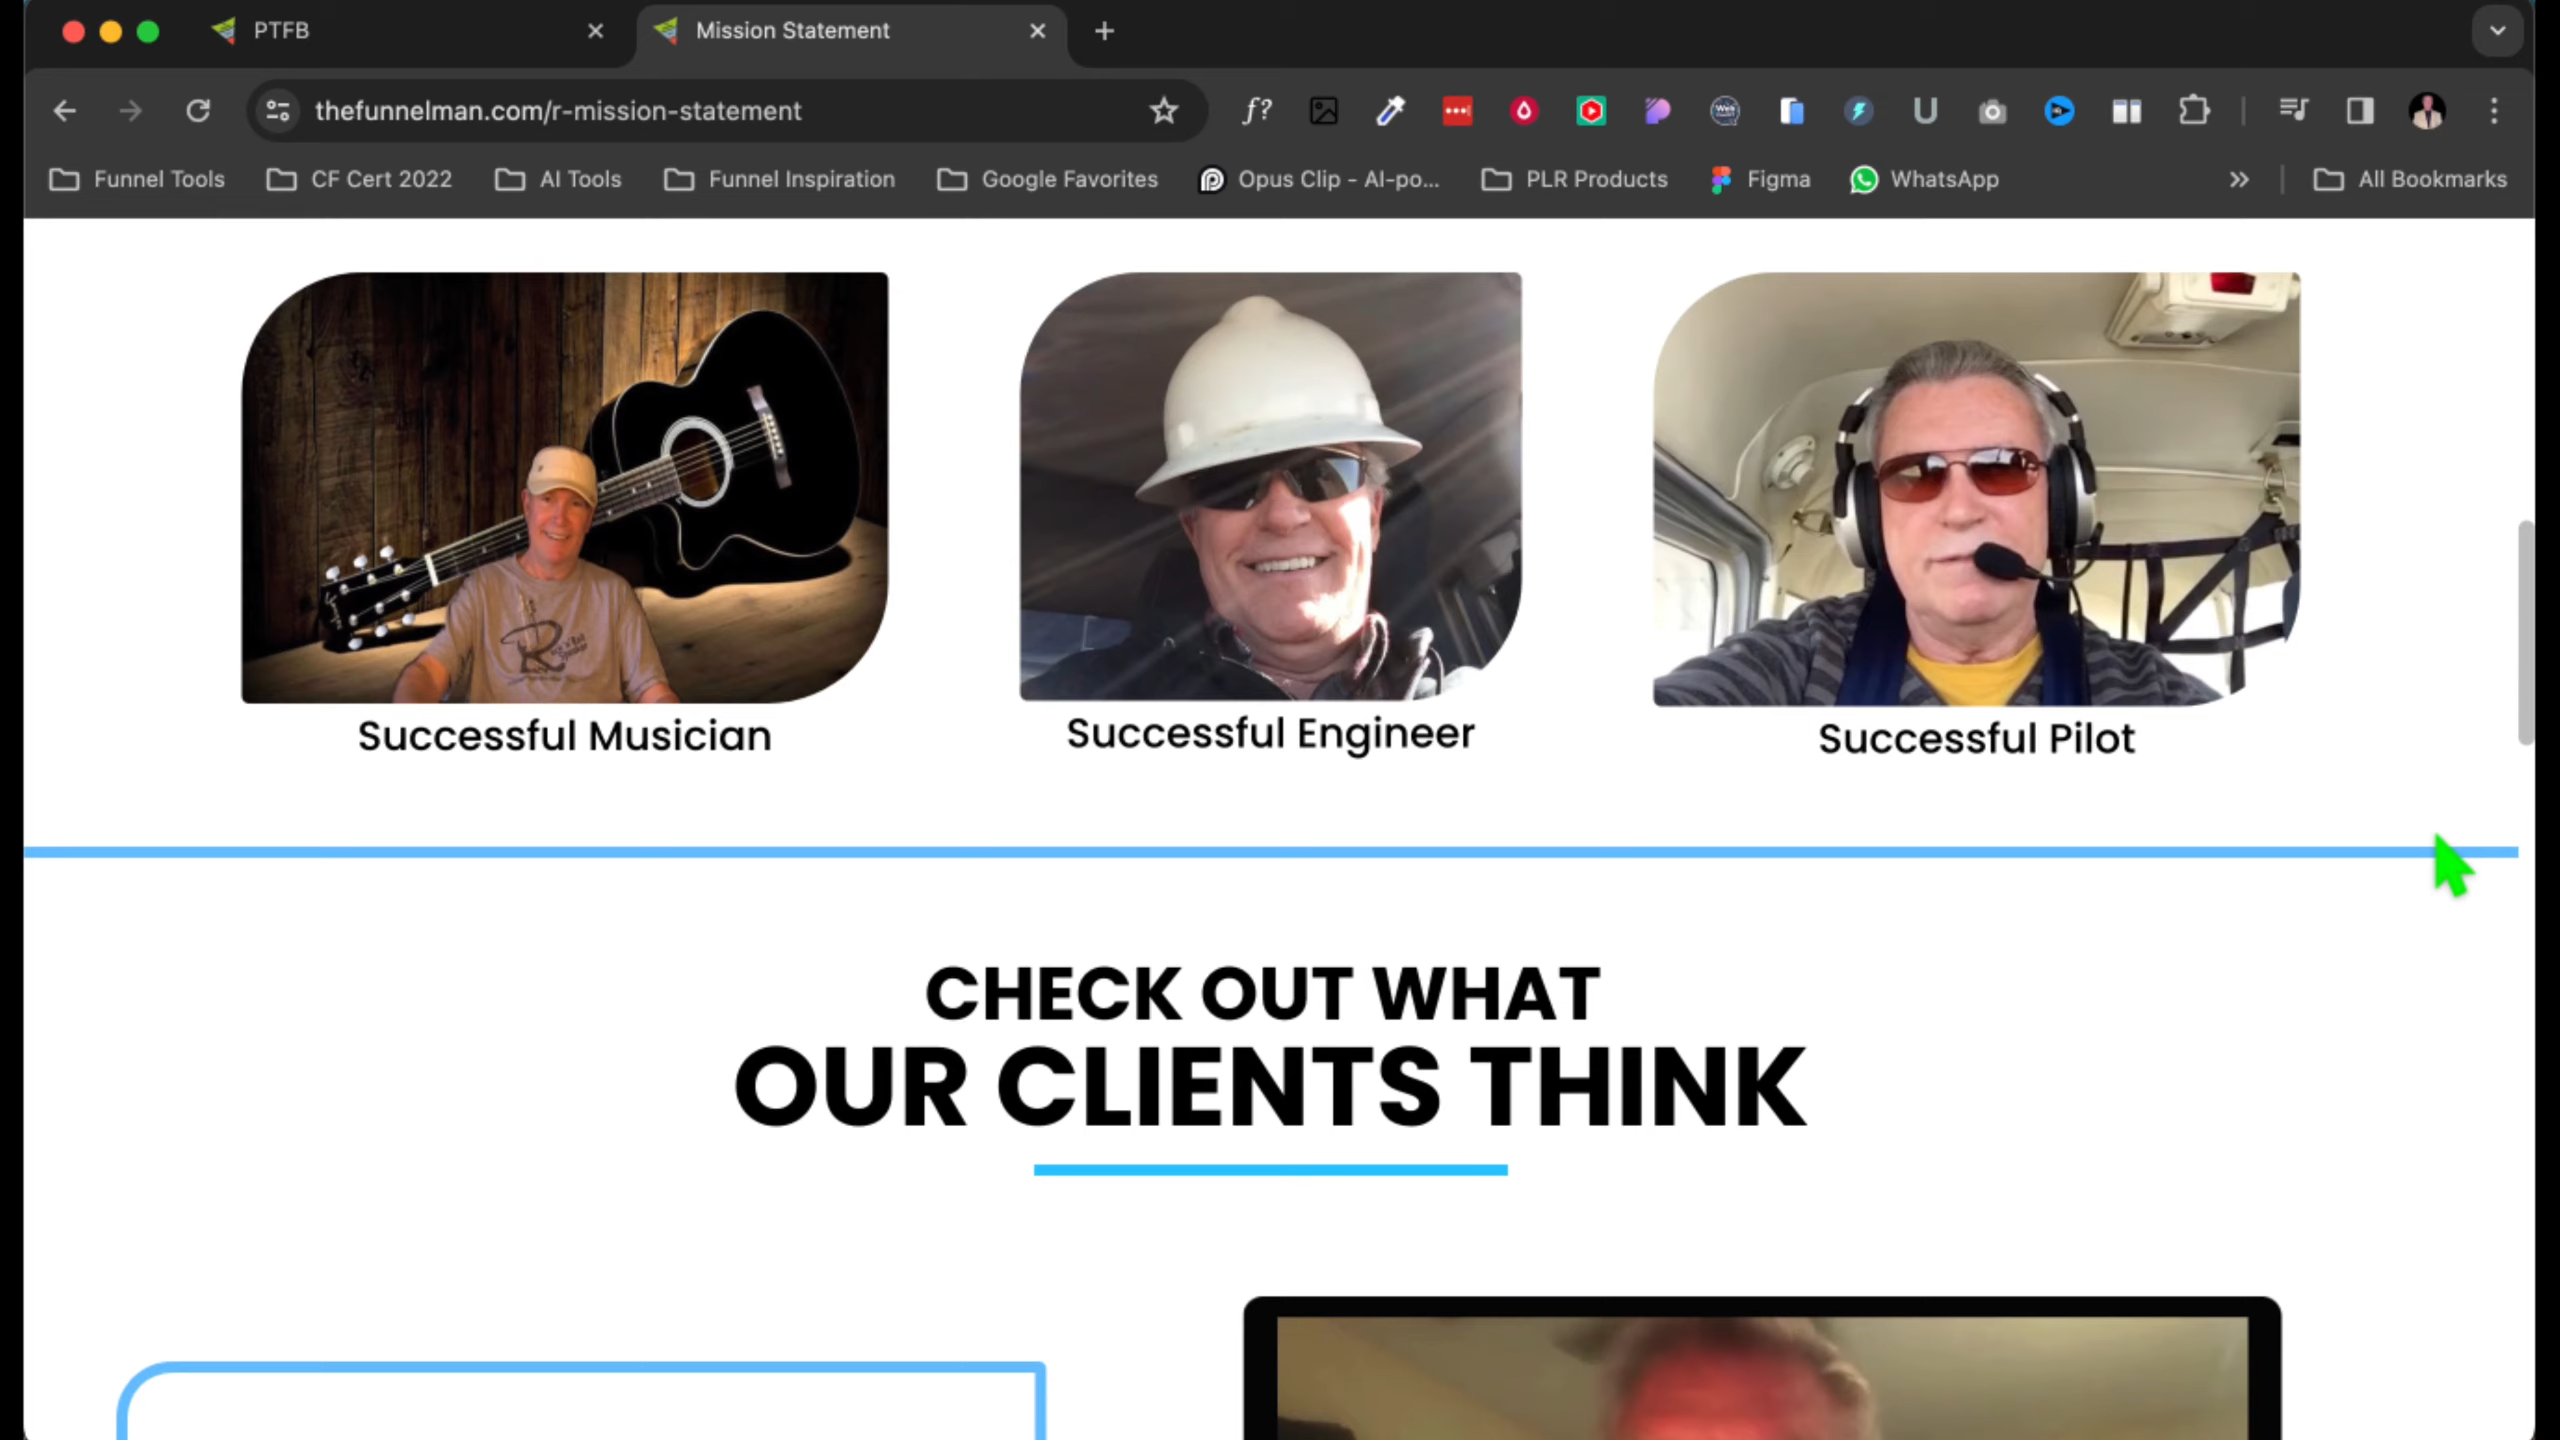 PTFB
Mission Statement
thefunnelman.com/r-mission-statement
f?
Funnel Tools
CF Cert 2022
AI Tools
Funnel Inspiration
Google Favorites
Opus Clip - AI-po...
PLR Products
Figma
WhatsApp
All Bookmarks
Successful Musician
Successful Engineer
Successful Pilot
CHECK OUT WHAT
OUR CLIENTS THINK